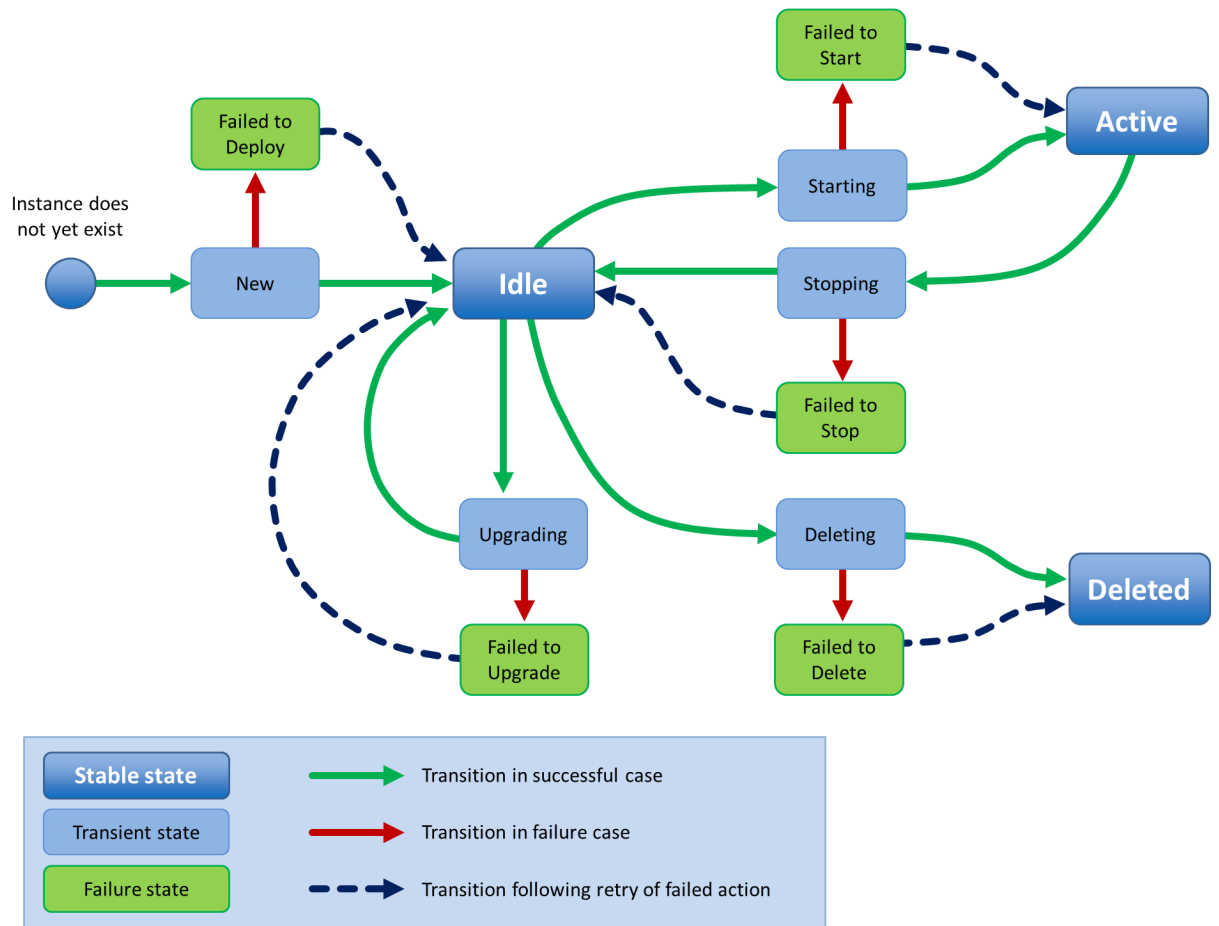 Failed to
Start
Active
Failed to
Deploy
Starting
Instance does
not yet exist
New
Idle
Stopping
Failed to
Stop
Upgrading
Deleting
Deleted
Failed to
Upgrade
Failed to
Delete
Stable state
Transition in successful case
Transient state
Transition in failure case
Failure state
Transition following retry of failed action